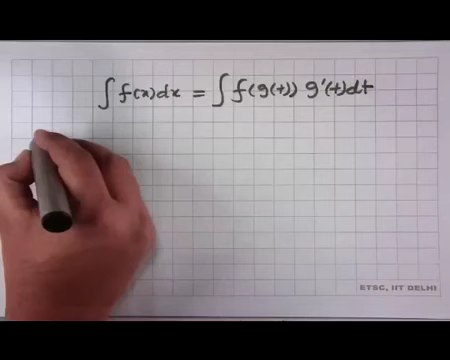 ∫f(x)dx = ∫f(g(t)) g'(t)dt
ETSC, IIT DELHI